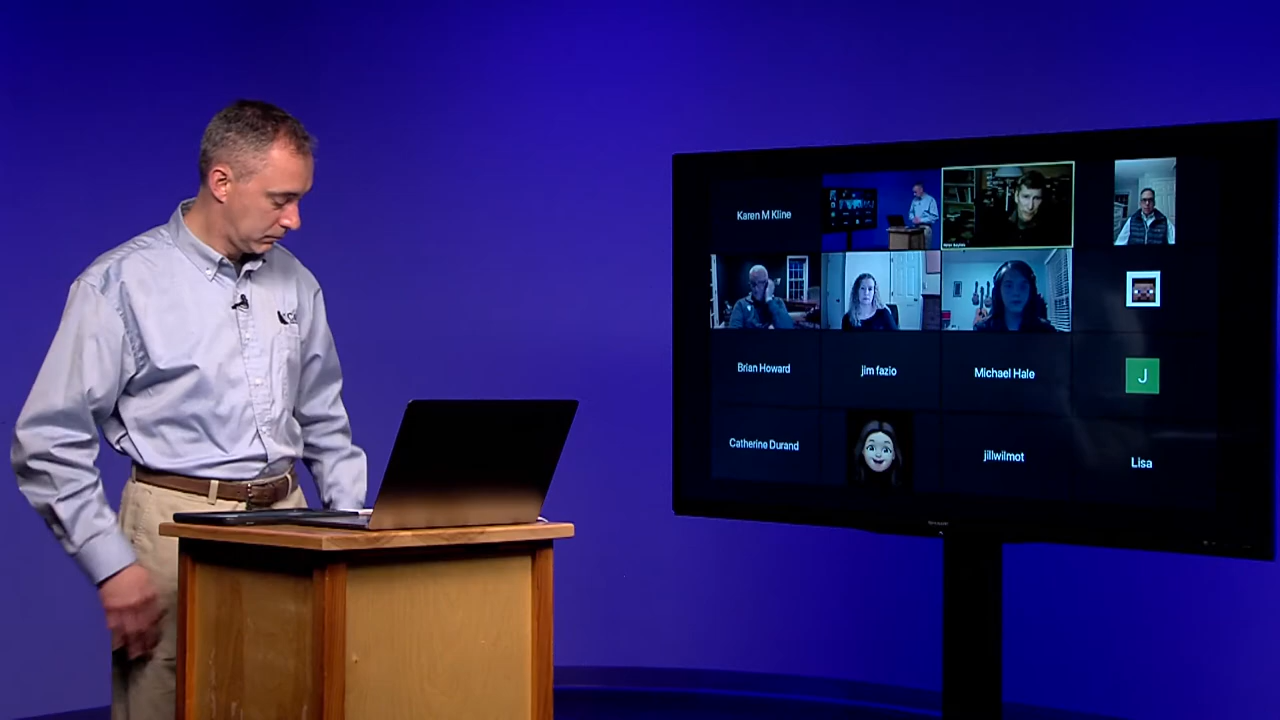 Karen M Kline
Brian Howard
jim fazio
Michael Hale
J
Catherine Durand
jillwilmot
Lisa